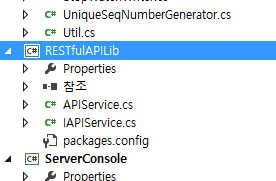 UniqueSeqNumberGenerator.cs
Util.cs
C# RESTfulAPILib
Properties
참조
APIService.cs
IAPIService.cs
packages.config
C# ServerConsole
Properties